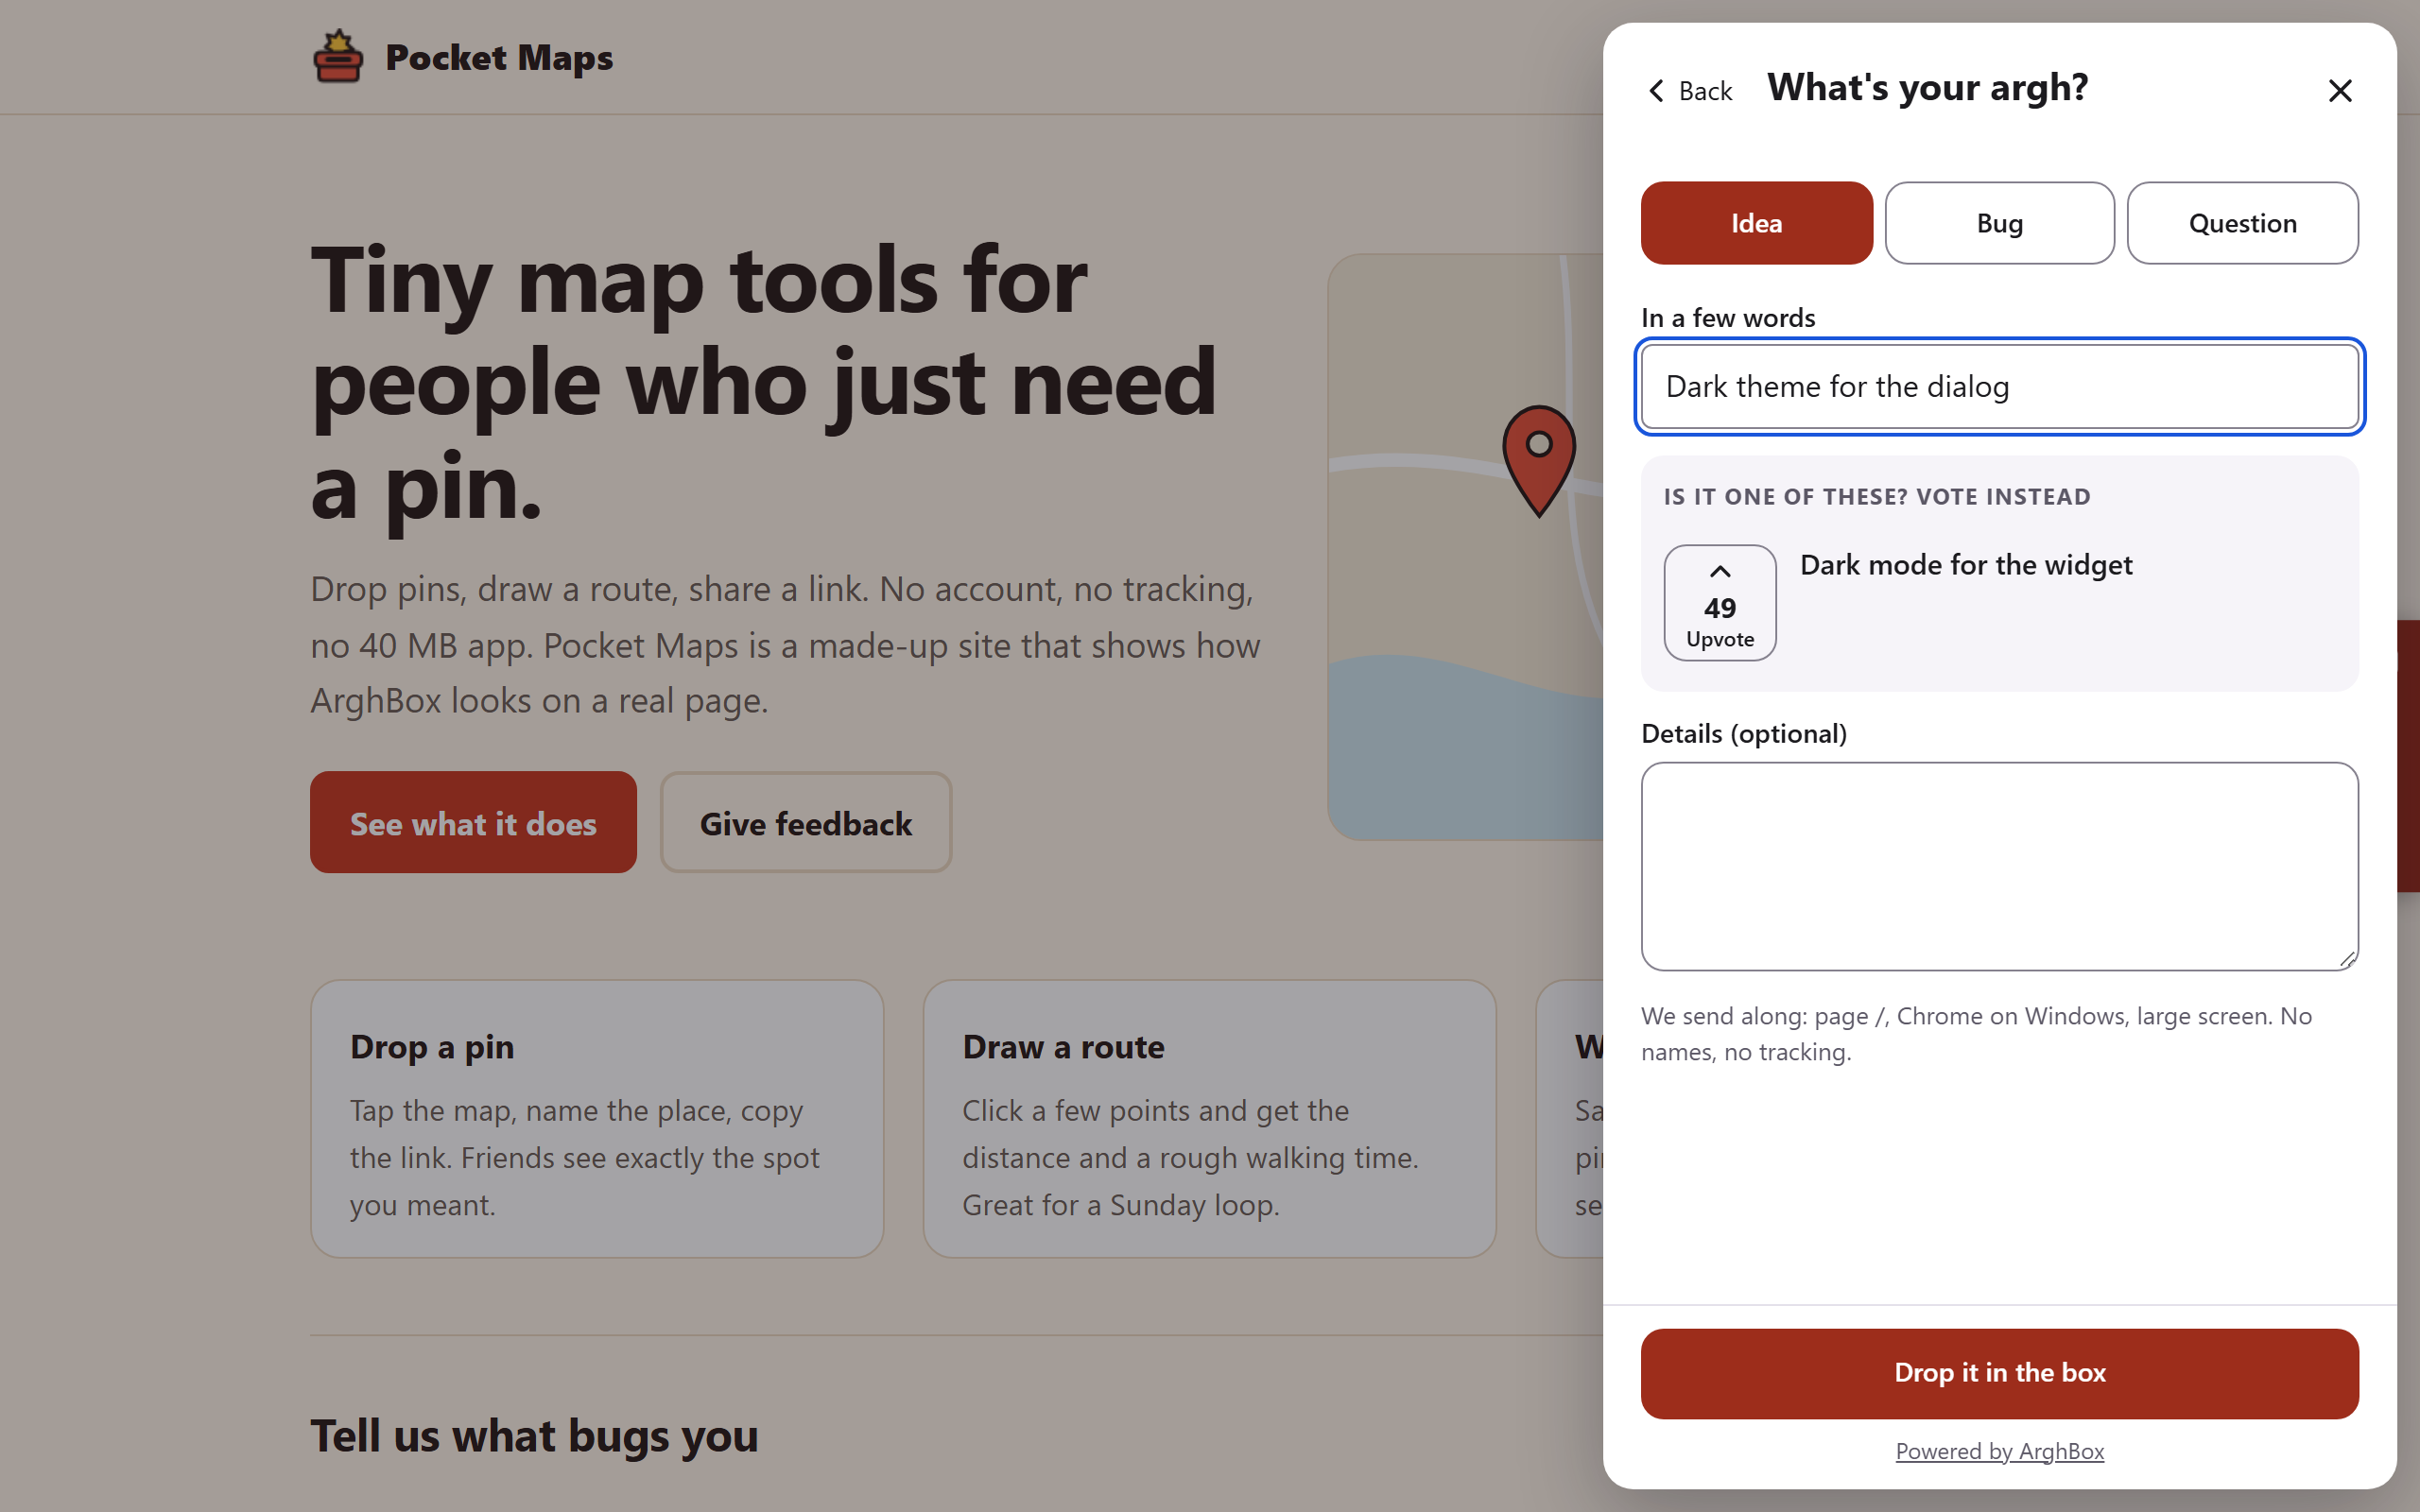 Pocket Maps
Tiny map tools for
people who just need
a pin.
Drop pins, draw a route, share a link. No account, no tracking,
no 40 MB app. Pocket Maps is a made-up site that shows how
ArghBox looks on a real page.
See what it does
Give feedback
Drop a pin
Tap the map, name the place, copy
the link. Friends see exactly the spot
you meant.
Draw a route
Click a few points and get the
distance and a rough walking time.
Great for a Sunday loop.
Tell us what bugs you
Back
What's your argh?
Idea
Bug
Question
In a few words
Dark theme for the dialog
IS IT ONE OF THESE? VOTE INSTEAD
49
Upvote
Dark mode for the widget
Details (optional)
We send along: page /, Chrome on Windows, large screen. No
names, no tracking.
Drop it in the box
Powered by ArghBox